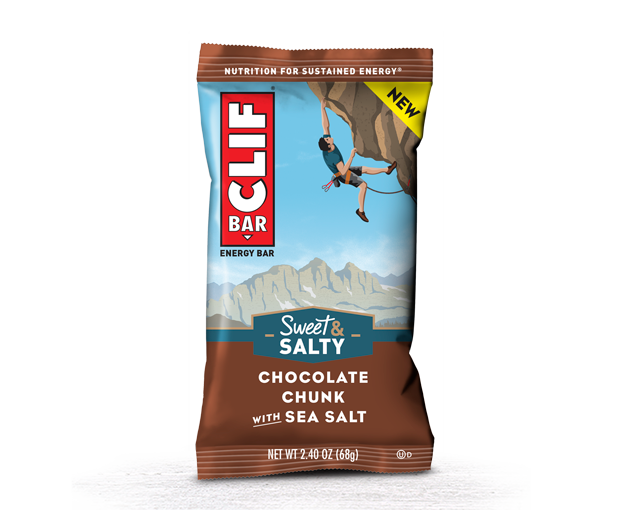 NUTRITION FOR SUSTAINED ENERGY®
NEW
CLIF®
BAR
ENERGY BAR
Sweet &
SALTY
CHOCOLATE
CHUNK
WITH SEA SALT
NET WT 2.40 OZ (68g)
U D